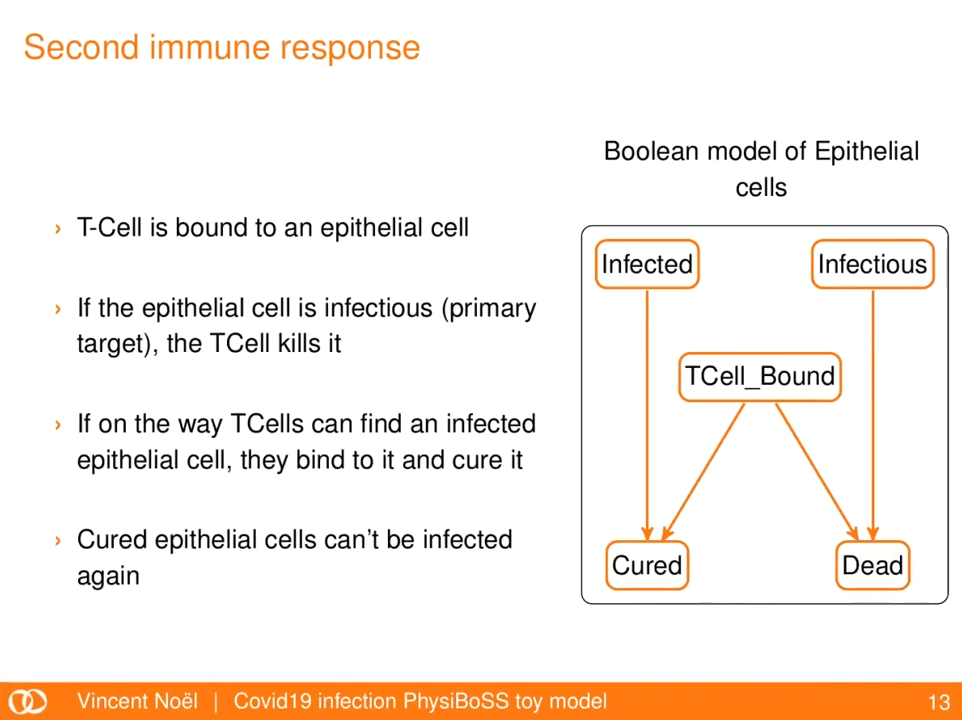 Second immune response
Boolean model of Epithelial
cells
› T-Cell is bound to an epithelial cell
› If the epithelial cell is infectious (primary
target), the TCell kills it
› If on the way TCells can find an infected
epithelial cell, they bind to it and cure it
› Cured epithelial cells can't be infected
again
Infected
Infectious
TCell_Bound
Cured
Dead
Vincent Noël | Covid19 infection PhysiBoSS toy model
13